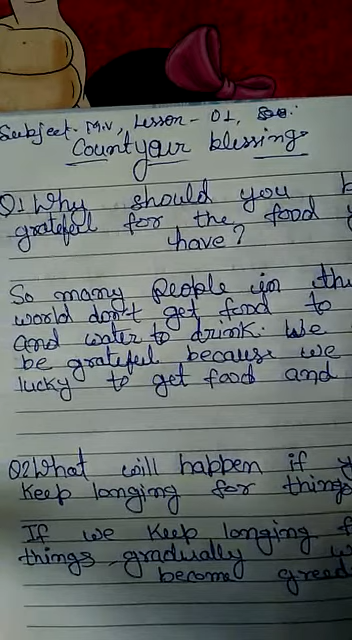 Subject- M.V, Lesson - 01,
Count your blessings
Q1 Why should you b
grateful for the food y
have?
So many people in the
world don't get food to
and water to drink. We
be grateful because we
lucky to get food and
Q2 What will happen if y
keep longing for things
If we keep longing f
things gradually w
become greed